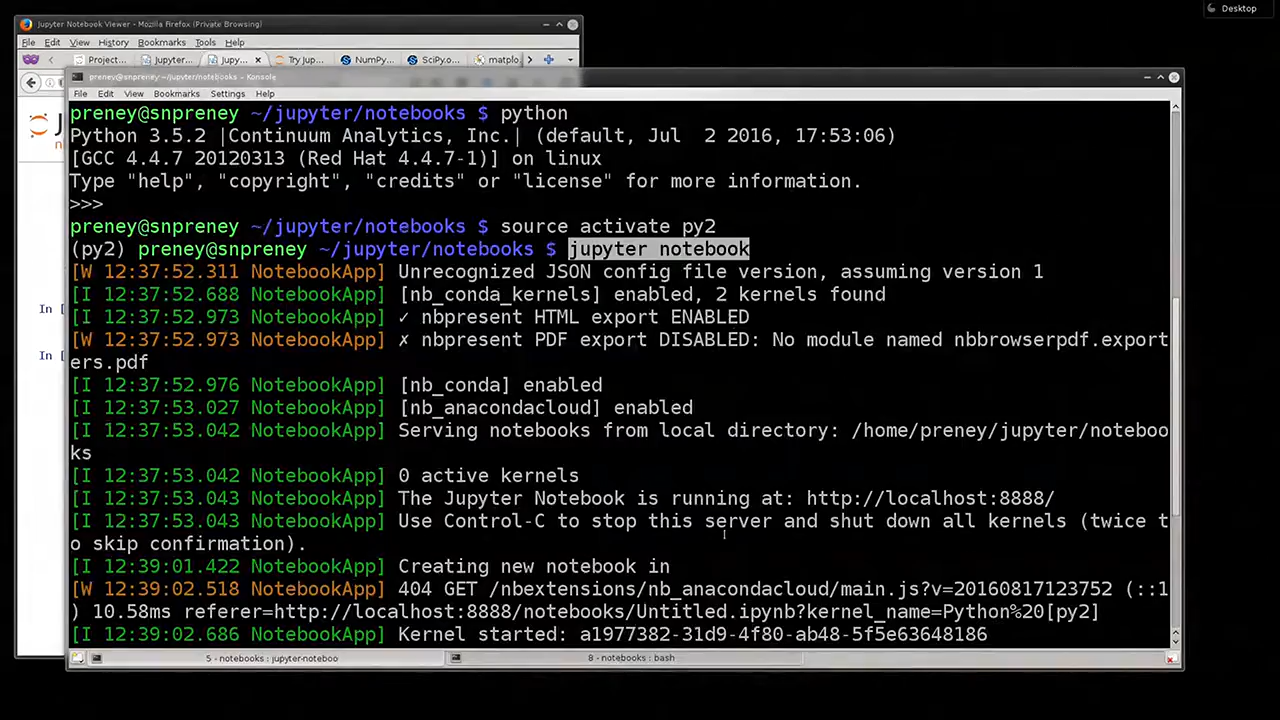 Desktop
Jupyter Notebook Viewer - Mozilla Firefox (Private Browsing)
File Edit View History Bookmarks Tools Help
Project... Jupyter... Jupy... Try Jup... NumPy... SciPy.o... matplo.
preney@snpreney:~/jupyter/notebooks - Konsole
File Edit View Bookmarks Settings Help
preney@snpreney ~/jupyter/notebooks $ python
Python 3.5.2 |Continuum Analytics, Inc.| (default, Jul  2 2016, 17:53:06)
[GCC 4.4.7 20120313 (Red Hat 4.4.7-1)] on linux
Type "help", "copyright", "credits" or "license" for more information.
>>>
preney@snpreney ~/jupyter/notebooks $ source activate py2
(py2) preney@snpreney ~/jupyter/notebooks $ jupyter notebook
[W 12:37:52.311 NotebookApp] Unrecognized JSON config file version, assuming version 1
[I 12:37:52.688 NotebookApp] [nb_conda_kernels] enabled, 2 kernels found
[I 12:37:52.973 NotebookApp] ✓ nbpresent HTML export ENABLED
[W 12:37:52.973 NotebookApp] ✗ nbpresent PDF export DISABLED: No module named nbbrowserpdf.export
ers.pdf
[I 12:37:52.976 NotebookApp] [nb_conda] enabled
[I 12:37:53.027 NotebookApp] [nb_anacondacloud] enabled
[I 12:37:53.042 NotebookApp] Serving notebooks from local directory: /home/preney/jupyter/noteboo
ks
[I 12:37:53.042 NotebookApp] 0 active kernels
[I 12:37:53.043 NotebookApp] The Jupyter Notebook is running at: http://localhost:8888/
[I 12:37:53.043 NotebookApp] Use Control-C to stop this server and shut down all kernels (twice t
o skip confirmation).
[I 12:39:01.422 NotebookApp] Creating new notebook in
[W 12:39:02.518 NotebookApp] 404 GET /nbextensions/nb_anacondacloud/main.js?v=20160817123752 (::1
) 10.58ms referer=http://localhost:8888/notebooks/Untitled.ipynb?kernel_name=Python%20[py2]
[I 12:39:02.686 NotebookApp] Kernel started: a1977382-31d9-4f80-ab48-5f5e63648186
In [
In [
5 - notebooks : jupyter-noteboo
8 - notebooks : bash